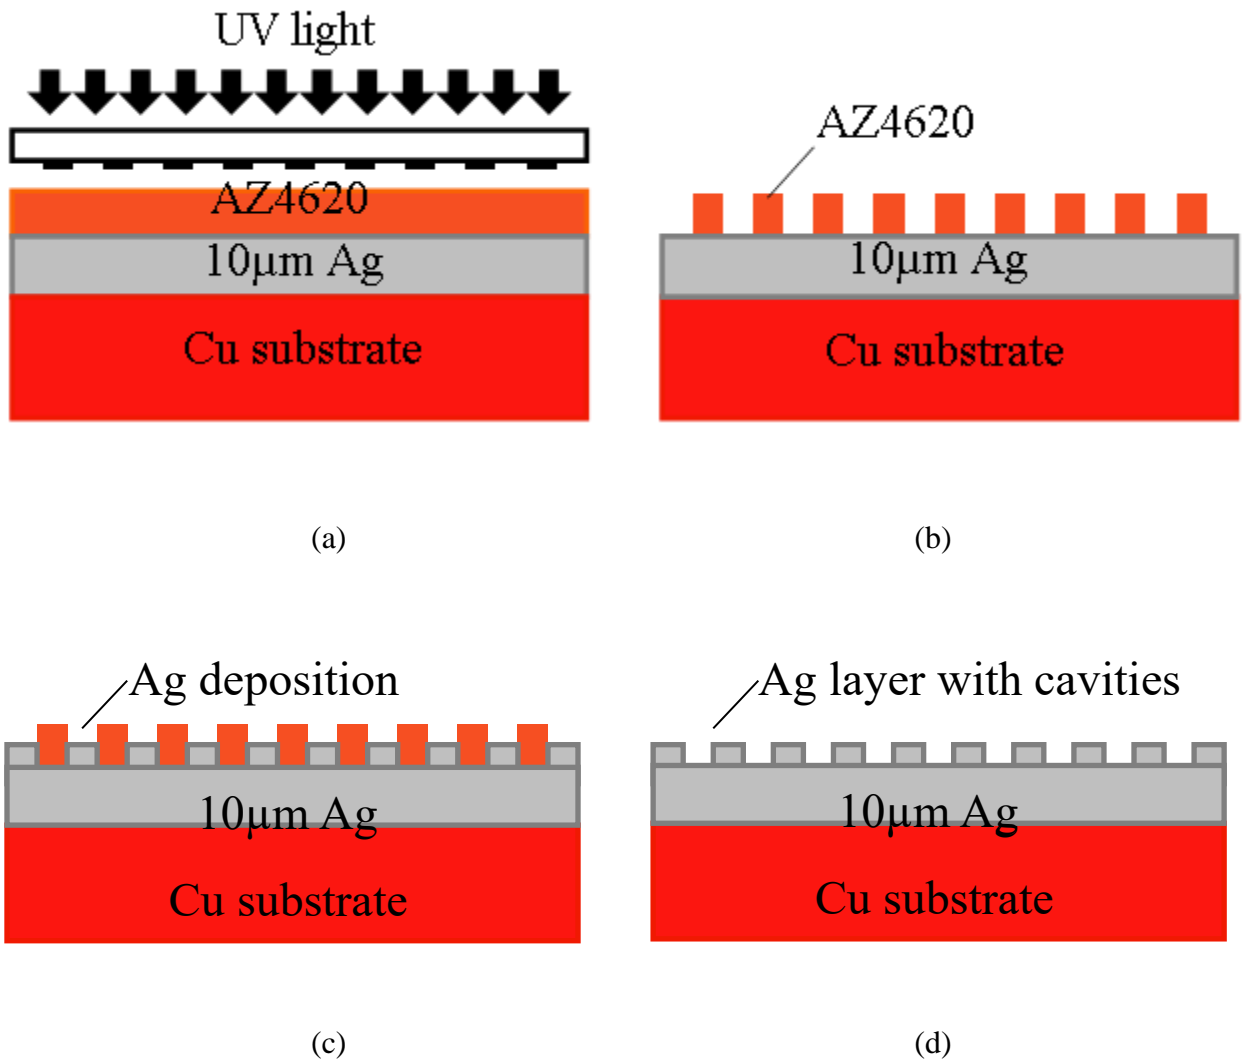 UV light
AZ4620
10µm Ag
Cu substrate
(a)
AZ4620
10µm Ag
Cu substrate
(b)
Ag deposition
10µm Ag
Cu substrate
(c)
Ag layer with cavities
10µm Ag
Cu substrate
(d)